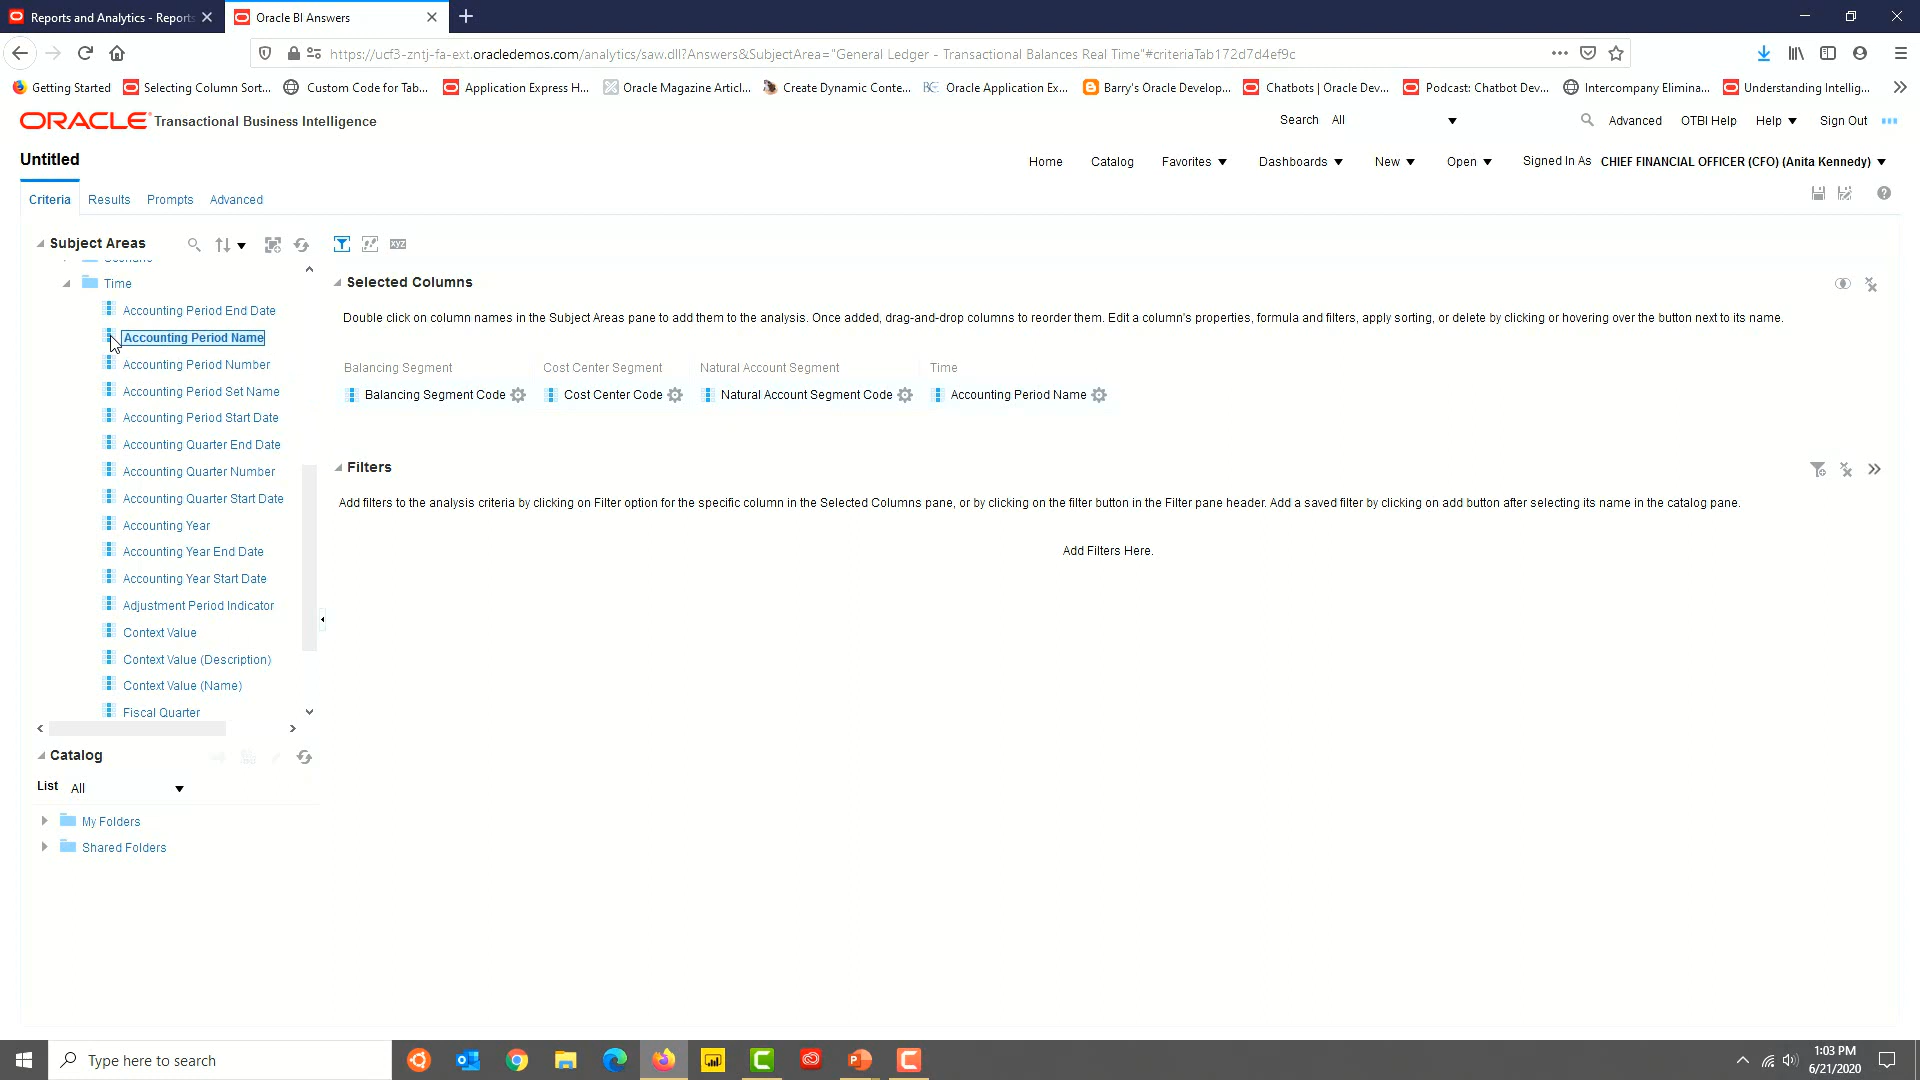 Reports and Analytics - Reports
Oracle BI Answers
https://ucf3-zntj-fa-ext.oracledemos.com/analytics/saw.dll?Answers&SubjectArea="General Ledger - Transactional Balances Real Time"#criteriaTab172d7d4ef9c
Getting Started
Selecting Column Sort...
Custom Code for Tab...
Application Express H...
Oracle Magazine Articl...
Create Dynamic Conte...
Oracle Application Ex...
Barry's Oracle Develop...
Chatbots | Oracle Dev...
Podcast: Chatbot Dev...
Intercompany Elimina...
Understanding Intellig...
ORACLE Transactional Business Intelligence
Search All
Advanced
OTBI Help
Help
Sign Out
Untitled
Home
Catalog
Favorites
Dashboards
New
Open
Signed In As CHIEF FINANCIAL OFFICER (CFO) (Anita Kennedy)
Criteria
Results
Prompts
Advanced
Subject Areas
xyz
Time
Accounting Period End Date
Accounting Period Name
Accounting Period Number
Accounting Period Set Name
Accounting Period Start Date
Accounting Quarter End Date
Accounting Quarter Number
Accounting Quarter Start Date
Accounting Year
Accounting Year End Date
Accounting Year Start Date
Adjustment Period Indicator
Context Value
Context Value (Description)
Context Value (Name)
Fiscal Quarter
Catalog
List All
My Folders
Shared Folders
Selected Columns
Double click on column names in the Subject Areas pane to add them to the analysis. Once added, drag-and-drop columns to reorder them. Edit a column's properties, formula and filters, apply sorting, or delete by clicking or hovering over the button next to its name.
Balancing Segment
Cost Center Segment
Natural Account Segment
Time
Balancing Segment Code
Cost Center Code
Natural Account Segment Code
Accounting Period Name
Filters
Add filters to the analysis criteria by clicking on Filter option for the specific column in the Selected Columns pane, or by clicking on the filter button in the Filter pane header. Add a saved filter by clicking on add button after selecting its name in the catalog pane.
Add Filters Here.
Type here to search
1:03 PM
6/21/2020